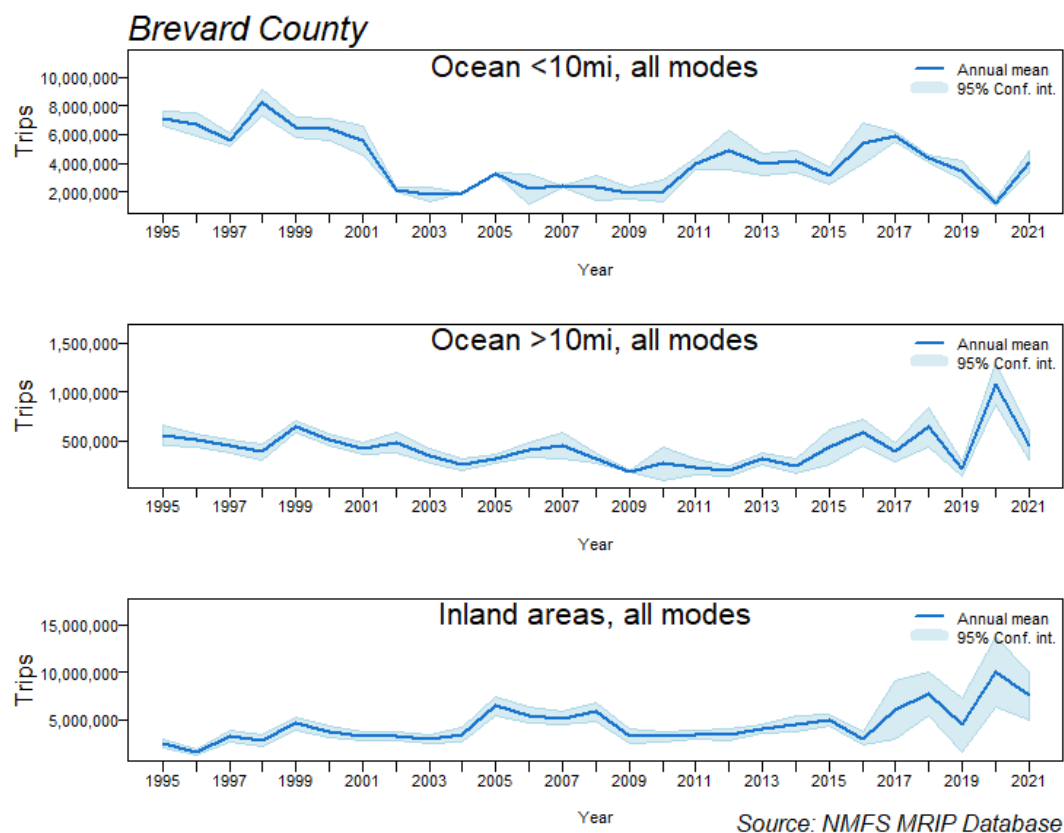 Brevard County
Ocean <10mi, all modes
Annual mean
95% Conf. int.
Trips
10,000,000
8,000,000
6,000,000
4,000,000
2,000,000
1995 1997 1999 2001 2003 2005 2007 2009 2011 2013 2015 2017 2019 2021
Year
Ocean >10mi, all modes
Annual mean
95% Conf. int.
Trips
1,500,000
1,000,000
500,000
1995 1997 1999 2001 2003 2005 2007 2009 2011 2013 2015 2017 2019 2021
Year
Inland areas, all modes
Annual mean
95% Conf. int.
Trips
15,000,000
10,000,000
5,000,000
1995 1997 1999 2001 2003 2005 2007 2009 2011 2013 2015 2017 2019 2021
Year
Source: NMFS MRIP Database